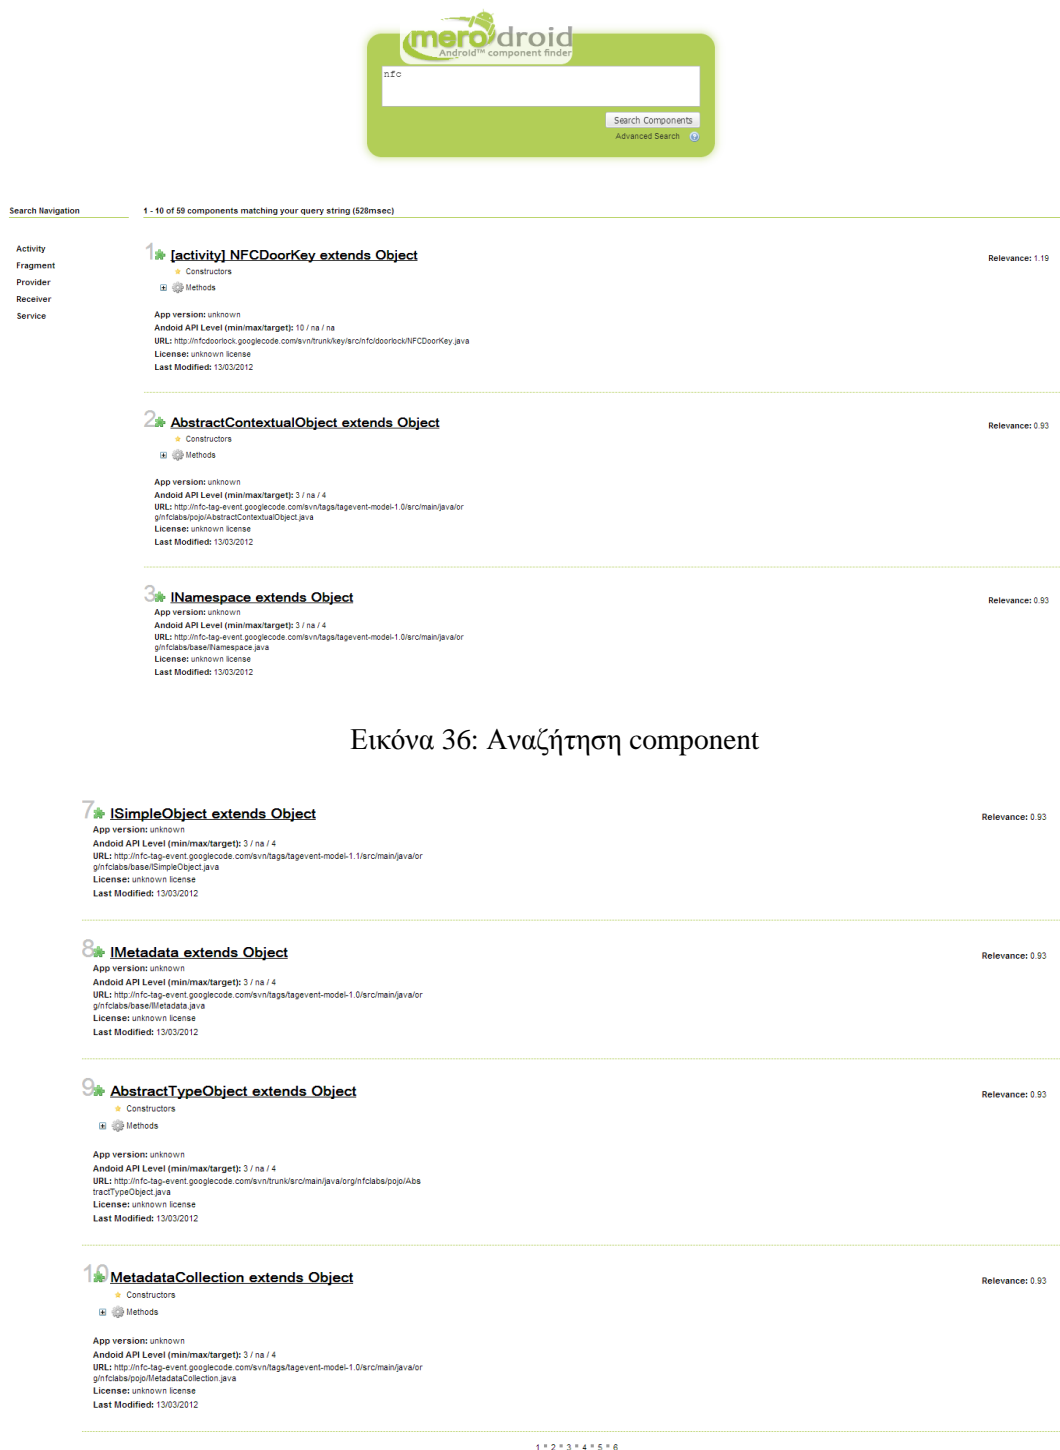 merodroid
Android™ component finder
nfc
Search Components
Advanced Search
Search Navigation
1 - 10 of 59 components matching your query string (528msec)
Activity
Fragment
Provider
Receiver
Service
1 [activity] NFCDoorKey extends Object
Relevance: 1.19
Constructors
Methods
App version: unknown
Andoid API Level (min/max/target): 10 / na / na
URL: http://nfcdoorlock.googlecode.com/svn/trunk/key/src/nfc/doorlock/NFCDoorKey.java
License: unknown license
Last Modified: 13/03/2012
2 AbstractContextualObject extends Object
Relevance: 0.93
Constructors
Methods
App version: unknown
Andoid API Level (min/max/target): 3 / na / 4
URL: http://nfc-tag-event.googlecode.com/svn/tags/tagevent-model-1.0/src/main/java/or
g/nfclabs/pojo/AbstractContextualObject.java
License: unknown license
Last Modified: 13/03/2012
3 INamespace extends Object
Relevance: 0.93
App version: unknown
Andoid API Level (min/max/target): 3 / na / 4
URL: http://nfc-tag-event.googlecode.com/svn/tags/tagevent-model-1.0/src/main/java/or
g/nfclabs/base/INamespace.java
License: unknown license
Last Modified: 13/03/2012
Εικόνα 36: Αναζήτηση component
7 ISimpleObject extends Object
Relevance: 0.93
App version: unknown
Andoid API Level (min/max/target): 3 / na / 4
URL: http://nfc-tag-event.googlecode.com/svn/tags/tagevent-model-1.1/src/main/java/or
g/nfclabs/base/ISimpleObject.java
License: unknown license
Last Modified: 13/03/2012
8 IMetadata extends Object
Relevance: 0.93
App version: unknown
Andoid API Level (min/max/target): 3 / na / 4
URL: http://nfc-tag-event.googlecode.com/svn/tags/tagevent-model-1.0/src/main/java/or
g/nfclabs/base/IMetadata.java
License: unknown license
Last Modified: 13/03/2012
9 AbstractTypeObject extends Object
Relevance: 0.93
Constructors
Methods
App version: unknown
Andoid API Level (min/max/target): 3 / na / 4
URL: http://nfc-tag-event.googlecode.com/svn/trunk/src/main/java/org/nfclabs/pojo/Abs
tractTypeObject.java
License: unknown license
Last Modified: 13/03/2012
10 MetadataCollection extends Object
Relevance: 0.93
Constructors
Methods
App version: unknown
Andoid API Level (min/max/target): 3 / na / 4
URL: http://nfc-tag-event.googlecode.com/svn/tags/tagevent-model-1.0/src/main/java/or
g/nfclabs/pojo/MetadataCollection.java
License: unknown license
Last Modified: 13/03/2012
1 * 2 * 3 * 4 * 5 * 6